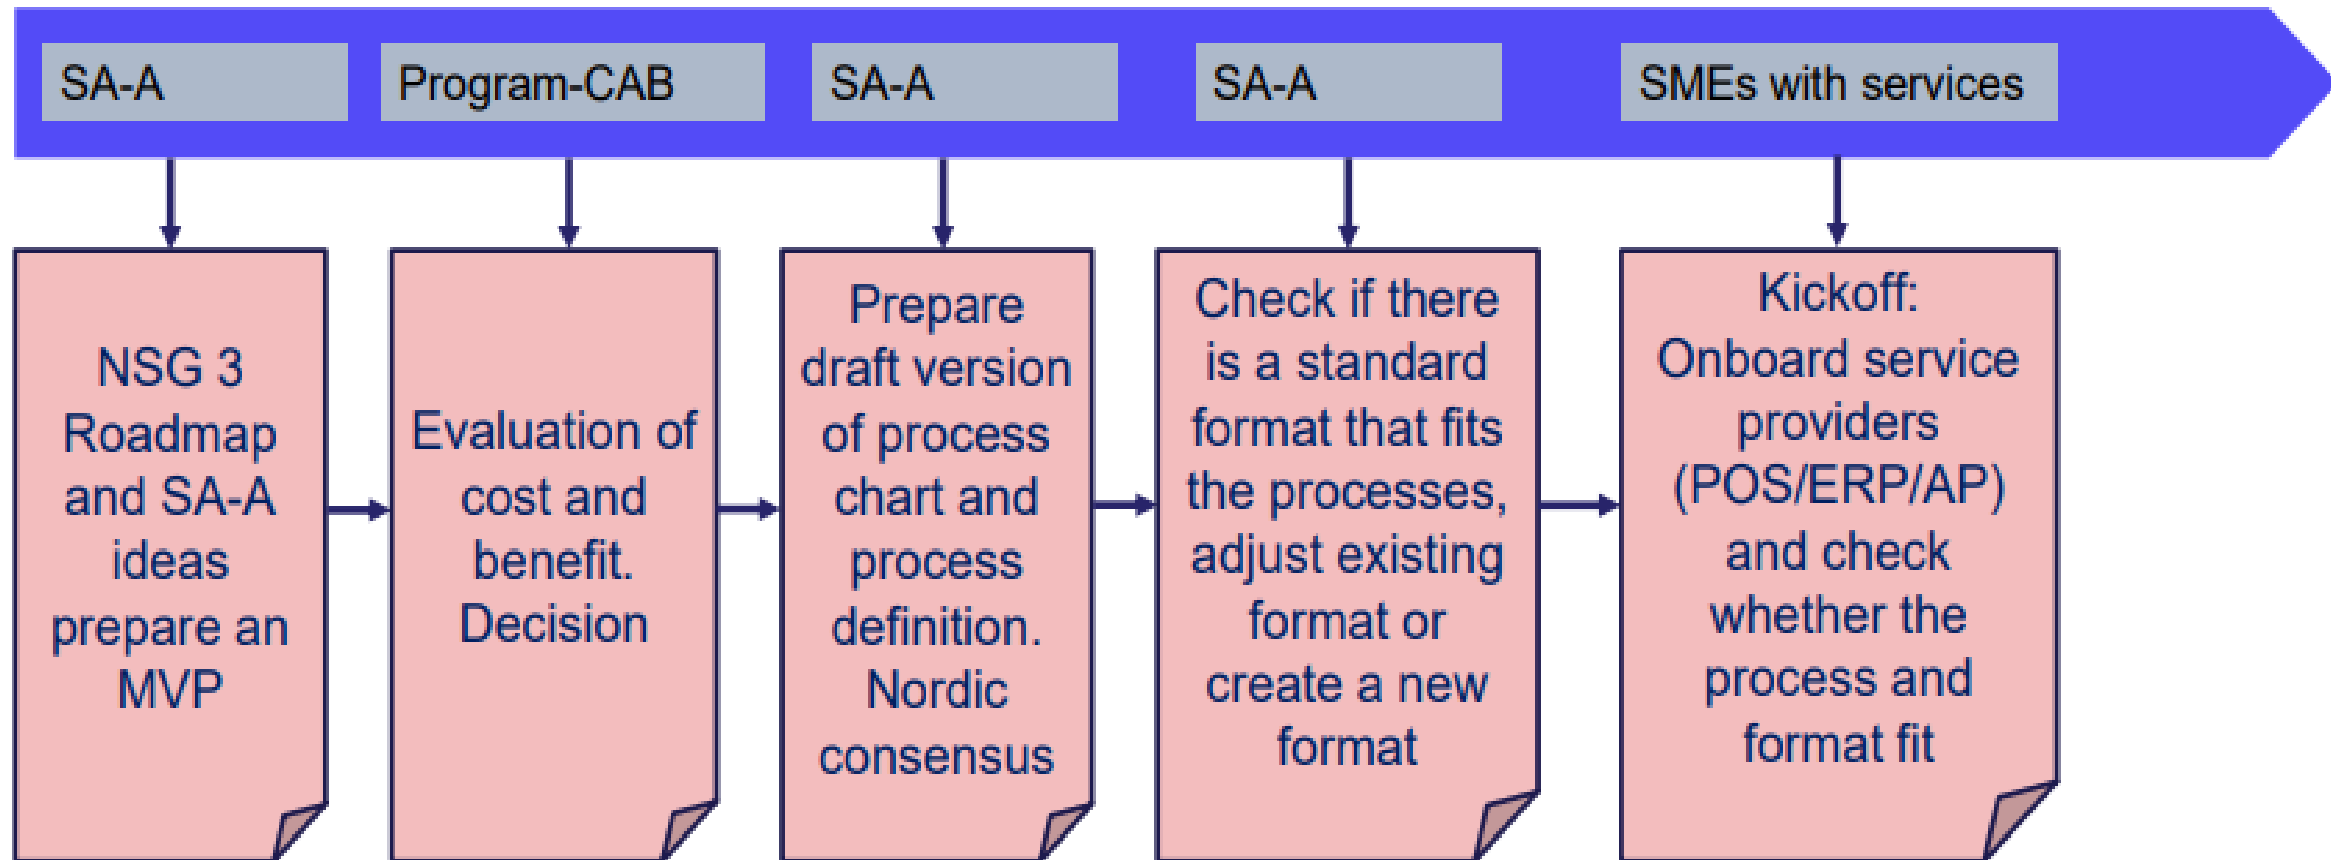 SA-A
Program-CAB
SA-A
SA-A
SMEs with services
NSG 3
Roadmap
and SA-A
ideas
prepare an
MVP
Evaluation of
cost and
benefit.
Decision
Prepare
draft version
of process
chart and
process
definition.
Nordic
consensus
Check if there
is a standard
format that fits
the processes,
adjust existing
format or
create a new
format
Kickoff:
Onboard service
providers
(POS/ERP/AP)
and check
whether the
process and
format fit